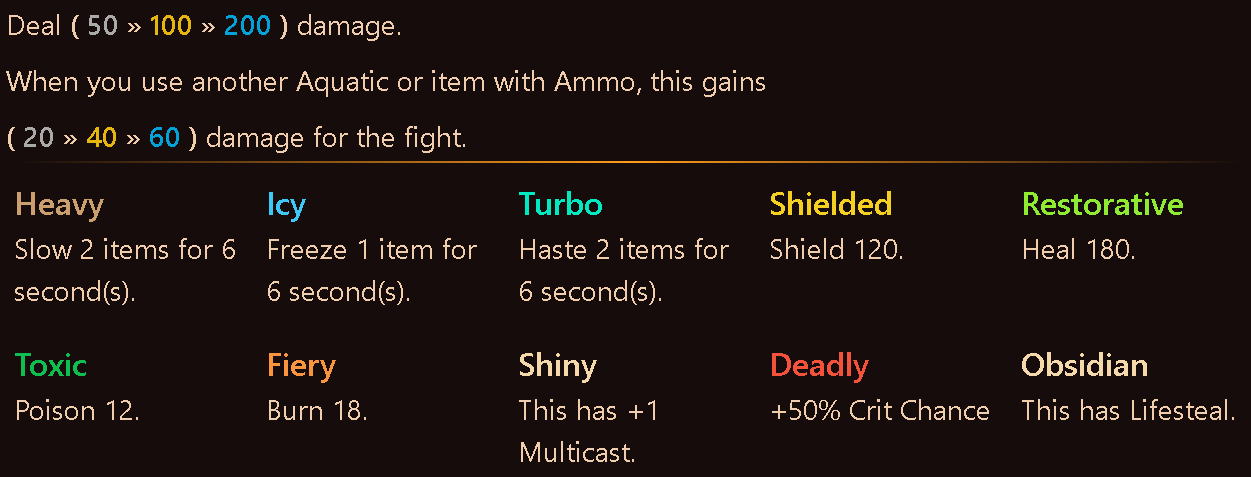 Deal ( 50 » 100 » 200 ) damage.
When you use another Aquatic or item with Ammo, this gains
( 20 » 40 » 60 ) damage for the fight.
Heavy
Slow 2 items for 6
second(s).
Icy
Freeze 1 item for
6 second(s).
Turbo
Haste 2 items for
6 second(s).
Shielded
Shield 120.
Restorative
Heal 180.
Toxic
Poison 12.
Fiery
Burn 18.
Shiny
This has +1
Multicast.
Deadly
+50% Crit Chance
Obsidian
This has Lifesteal.